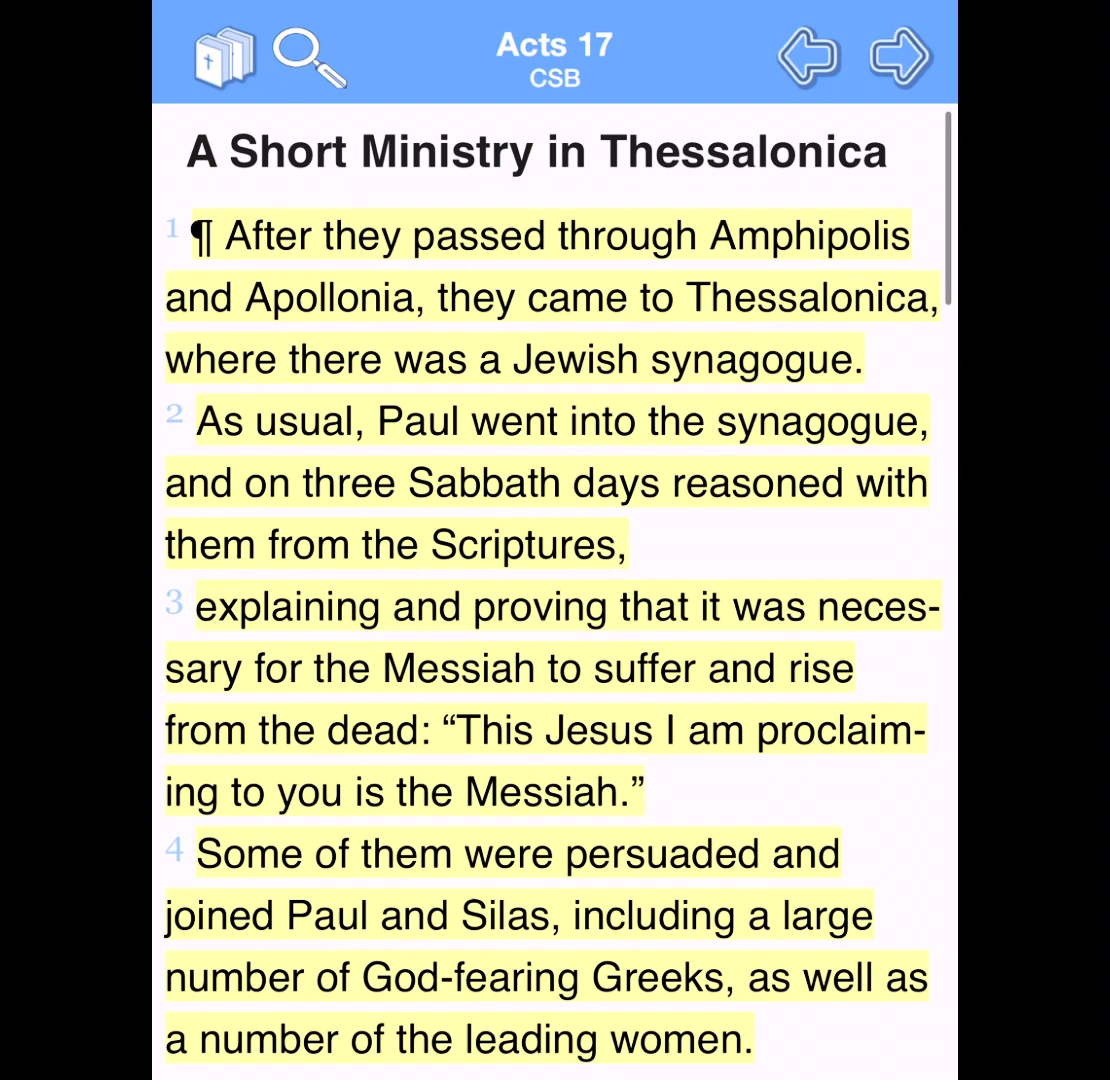 Acts 17
CSB
A Short Ministry in Thessalonica
1 ¶ After they passed through Amphipolis
and Apollonia, they came to Thessalonica,
where there was a Jewish synagogue.
2 As usual, Paul went into the synagogue,
and on three Sabbath days reasoned with
them from the Scriptures,
3 explaining and proving that it was neces-
sary for the Messiah to suffer and rise
from the dead: “This Jesus I am proclaim-
ing to you is the Messiah.”
4 Some of them were persuaded and
joined Paul and Silas, including a large
number of God-fearing Greeks, as well as
a number of the leading women.